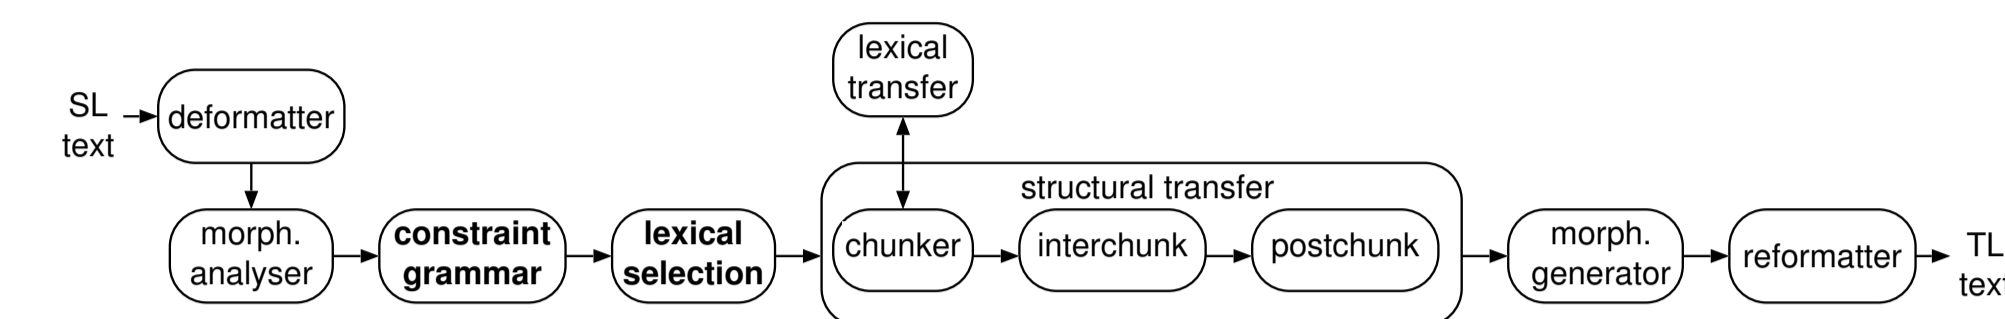 lexical
transfer
SL
text
deformatter
structural transfer
morph.
analyser
constraint
grammar
lexical
selection
chunker
interchunk
postchunk
morph.
generator
reformatter
TL
text